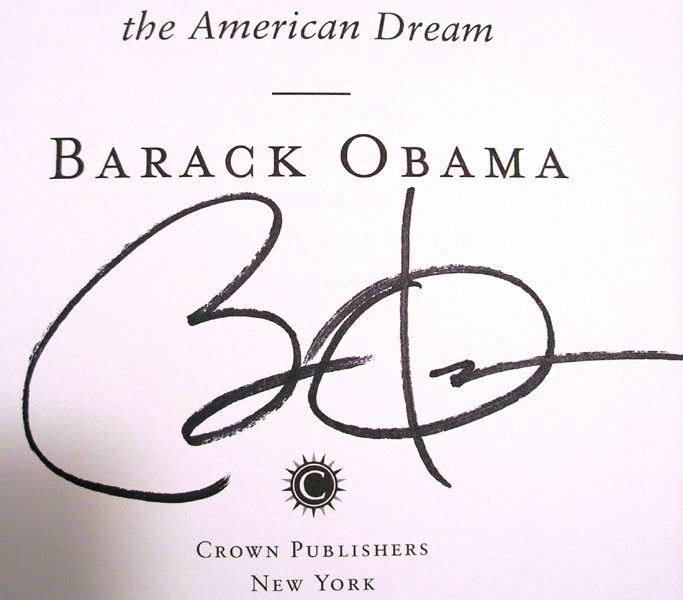 the American Dream
BARACK OBAMA
C
CROWN PUBLISHERS
NEW YORK